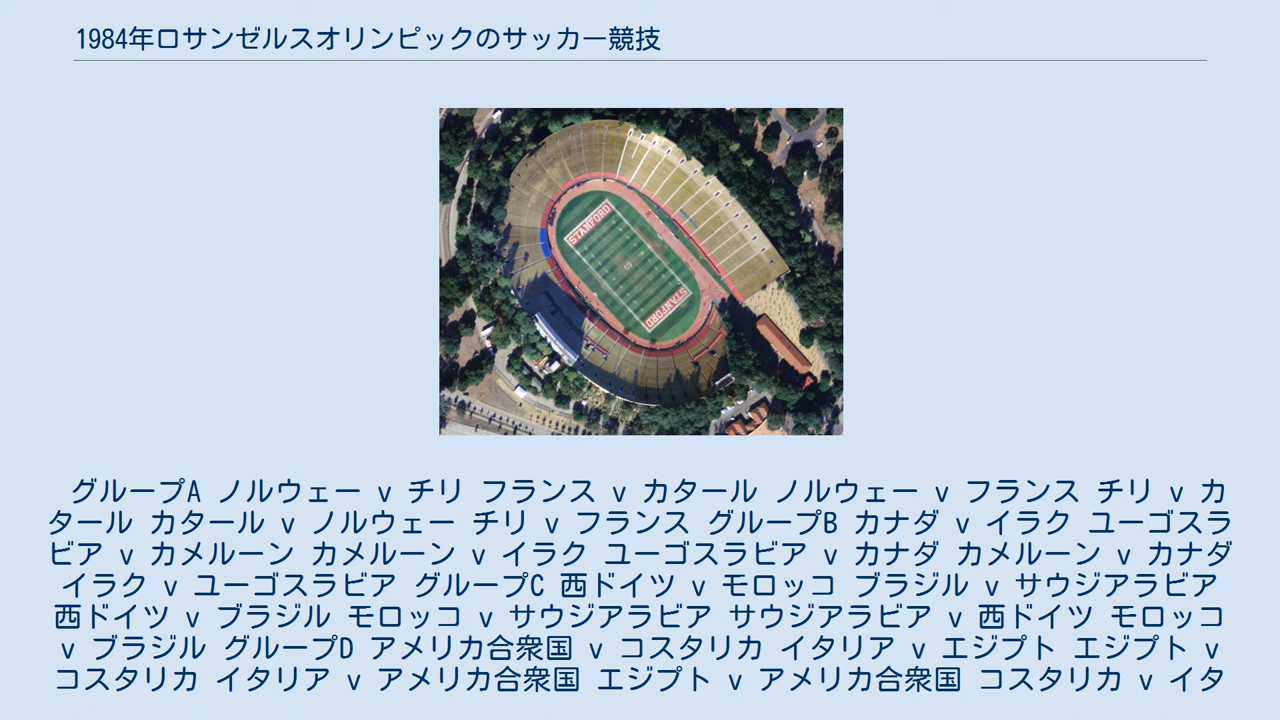 1984年ロサンゼルスオリンピックのサッカー競技
STANFORD
STANFORD
グループA ノルウェー v チリ フランス v カタール ノルウェー v フランス チリ v カ
タール カタール v ノルウェー チリ v フランス グループB カナダ v イラク ユーゴスラ
ビア v カメルーン カメルーン v イラク ユーゴスラビア v カナダ カメルーン v カナダ
イラク v ユーゴスラビア グループC 西ドイツ v モロッコ ブラジル v サウジアラビア
西ドイツ v ブラジル モロッコ v サウジアラビア サウジアラビア v 西ドイツ モロッコ
v ブラジル グループD アメリカ合衆国 v コスタリカ イタリア v エジプト エジプト v
コスタリカ イタリア v アメリカ合衆国 エジプト v アメリカ合衆国 コスタリカ v イタ